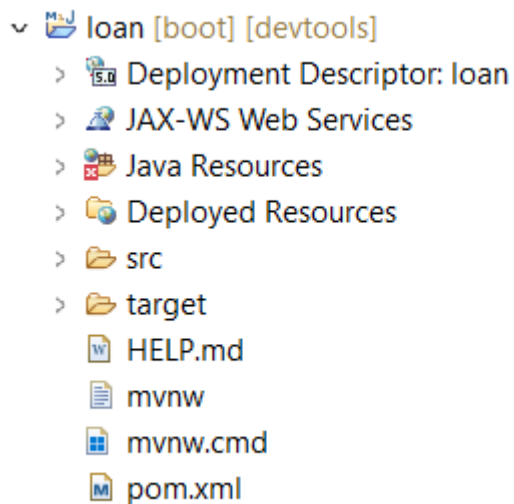 loan [boot] [devtools]
Deployment Descriptor: loan
JAX-WS Web Services
Java Resources
Deployed Resources
src
target
HELP.md
mvnw
mvnw.cmd
pom.xml